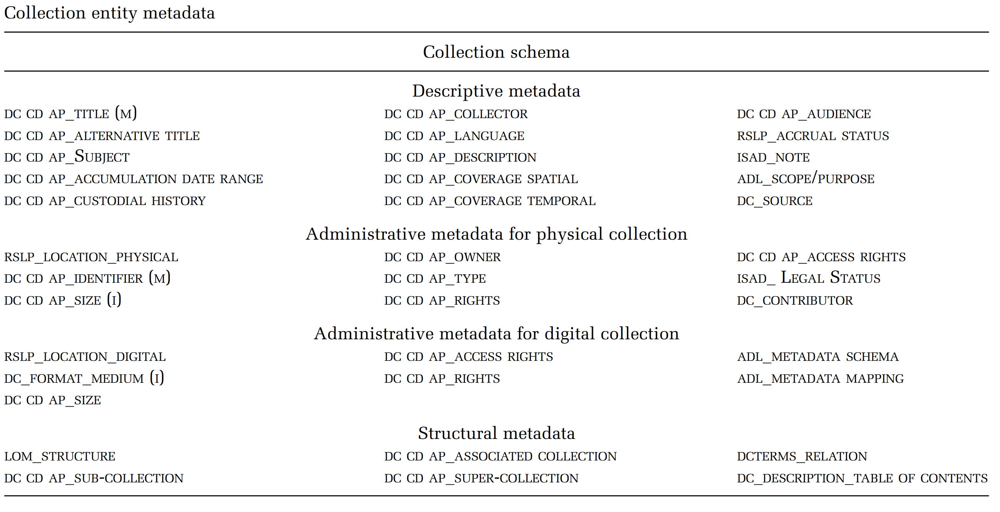 Collection entity metadata
Collection schema
Descriptive metadata
DC CD AP_TITLE (M) DC CD AP_COLLECTOR DC CD AP_AUDIENCE
DC CD AP_ALTERNATIVE TITLE DC CD AP_LANGUAGE RSLP_ACCRUAL STATUS
DC CD AP_SUBJECT DC CD AP_DESCRIPTION ISAD_NOTE
DC CD AP_ACCUMULATION DATE RANGE DC CD AP_COVERAGE SPATIAL ADL_SCOPE/PURPOSE
DC CD AP_CUSTODIAL HISTORY DC CD AP_COVERAGE TEMPORAL DC_SOURCE
Administrative metadata for physical collection
RSLP_LOCATION_PHYSICAL DC CD AP_OWNER DC CD AP_ACCESS RIGHTS
DC CD AP_IDENTIFIER (M) DC CD AP_TYPE ISAD_ LEGAL STATUS
DC CD AP_SIZE (I) DC CD AP_RIGHTS DC_CONTRIBUTOR
Administrative metadata for digital collection
RSLP_LOCATION_DIGITAL DC CD AP_ACCESS RIGHTS ADL_METADATA SCHEMA
DC_FORMAT_MEDIUM (I) DC CD AP_RIGHTS ADL_METADATA MAPPING
DC CD AP_SIZE
Structural metadata
LOM_STRUCTURE DC CD AP_ASSOCIATED COLLECTION DCTERMS_RELATION
DC CD AP_SUB-COLLECTION DC CD AP_SUPER-COLLECTION DC_DESCRIPTION_TABLE OF CONTENTS